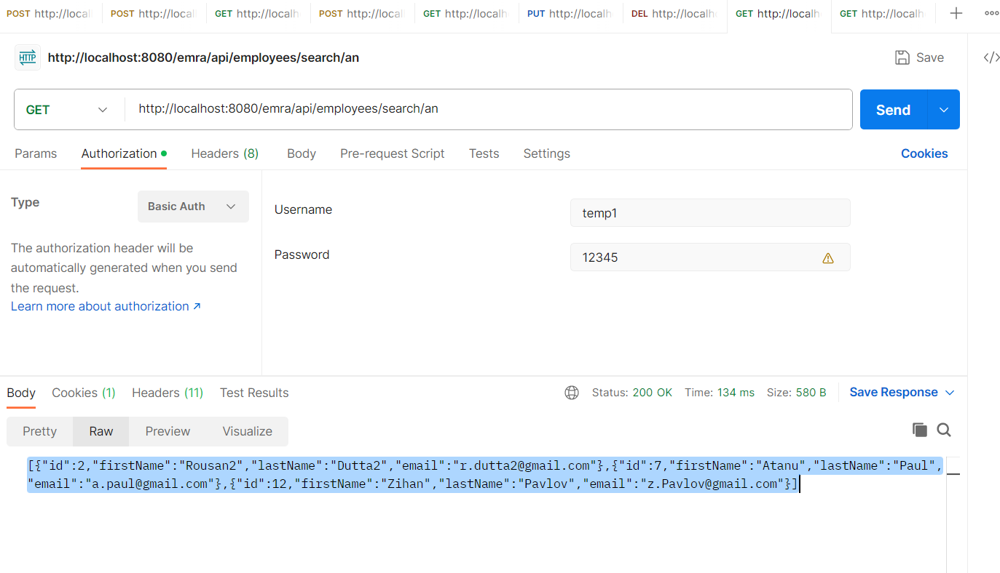 POST http://local POST http://local GET http://localh POST http://local GET http://localh PUT http://localh DEL http://localh GET http://localh GET http://localh
HTTP http://localhost:8080/emra/api/employees/search/an Save </>
GET http://localhost:8080/emra/api/employees/search/an Send
Params Authorization Headers (8) Body Pre-request Script Tests Settings Cookies
Type Basic Auth
Username temp1
The authorization header will be
automatically generated when you send
the request.
Learn more about authorization ↗
Password 12345
Body Cookies (1) Headers (11) Test Results Status: 200 OK Time: 134 ms Size: 580 B Save Response
Pretty Raw Preview Visualize
[{"id":2,"firstName":"Rousan2","lastName":"Dutta2","email":"r.dutta2@gmail.com"},{"id":7,"firstName":"Atanu","lastName":"Paul",
"email":"a.paul@gmail.com"},{"id":12,"firstName":"Zihan","lastName":"Pavlov","email":"z.Pavlov@gmail.com"}]